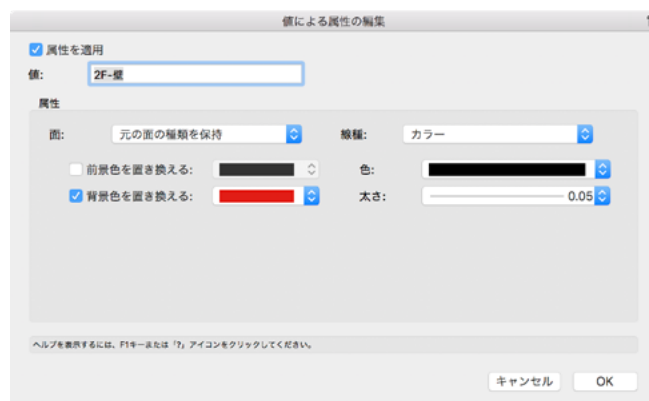 値による属性の編集
属性を適用
値: 2F-壁
属性
面: 元の面の種類を保持 線種: カラー
前景色を置き換える: 色:
背景色を置き換える: 太さ: 0.05
ヘルプを表示するには、F1キーまたは「?」アイコンをクリックしてください。
キャンセル OK